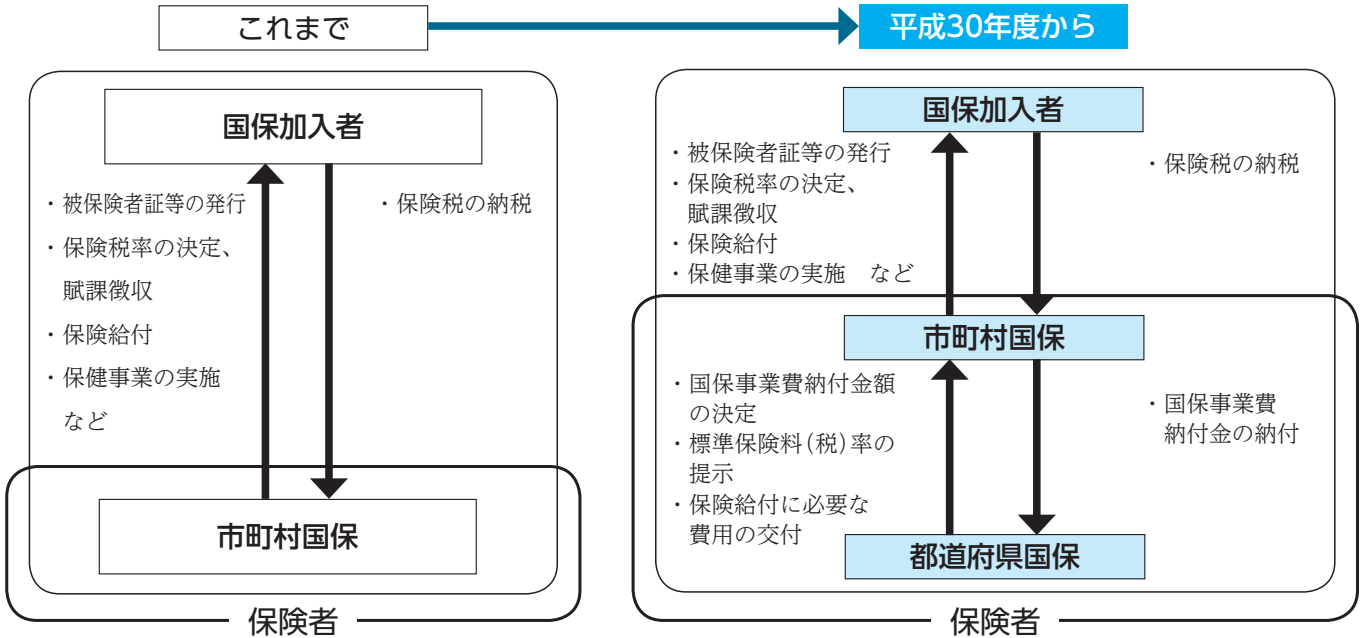 これまで
平成30年度から
国保加入者
・被保険者証等の発行
・保険税率の決定、
賦課徴収
・保険給付
・保健事業の実施
など
・保険税の納税
市町村国保
保険者
国保加入者
・被保険者証等の発行
・保険税率の決定、
賦課徴収
・保険給付
・保健事業の実施　など
・保険税の納税
市町村国保
・国保事業費納付金額
の決定
・標準保険料(税)率の
提示
・保険給付に必要な
費用の交付
・国保事業費
納付金の納付
都道府県国保
保険者